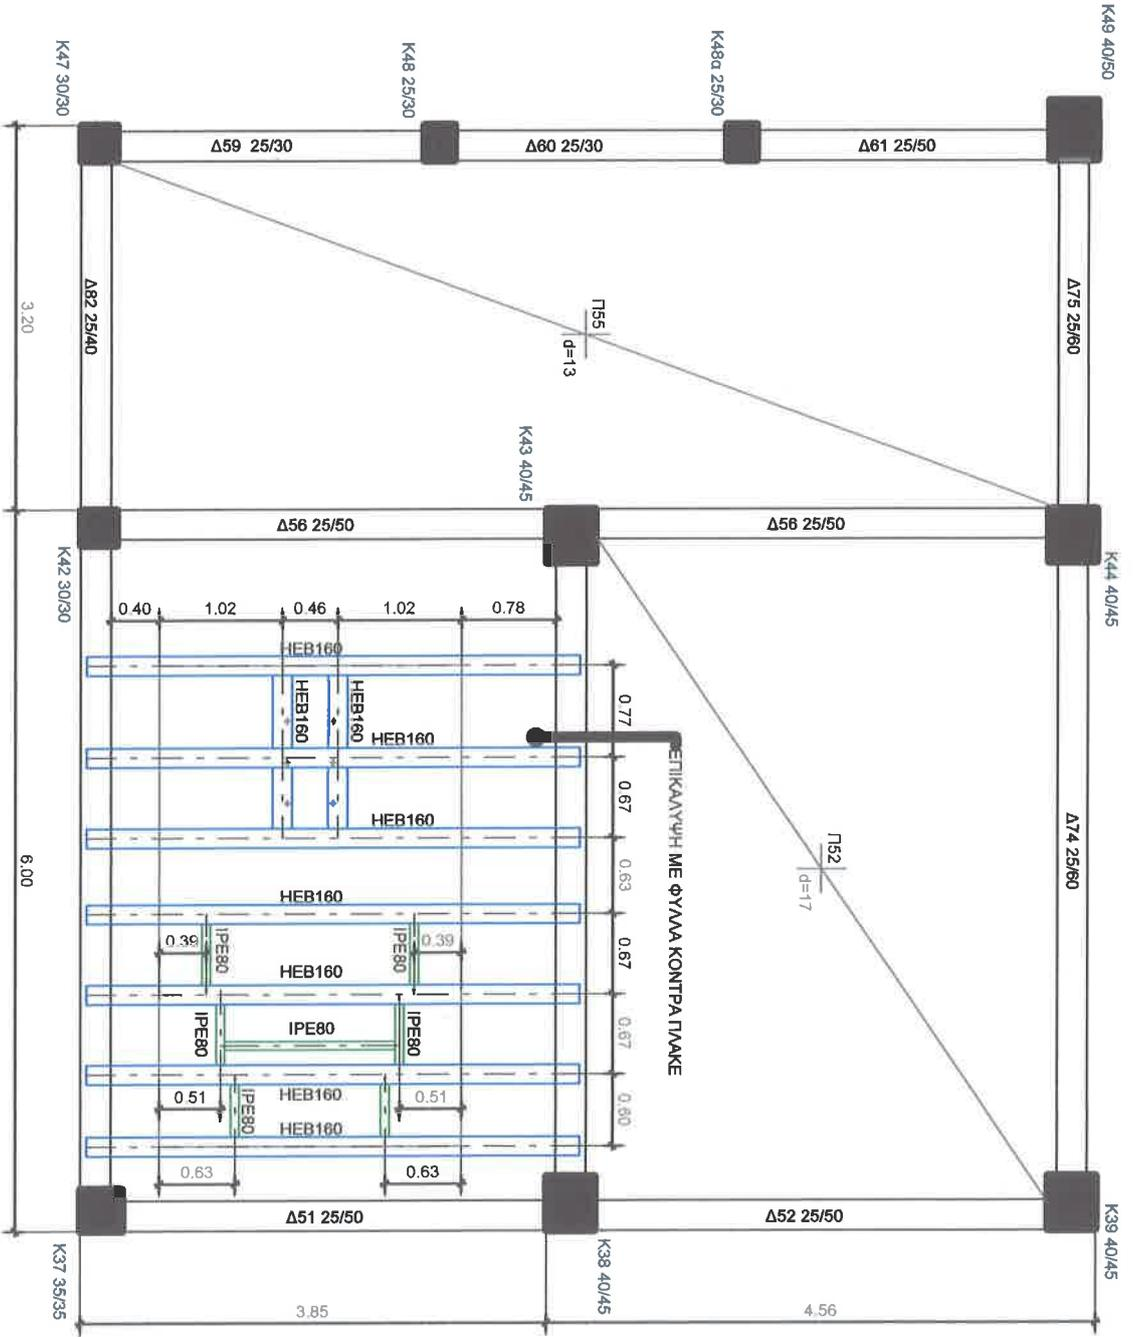 K49 40/50
K47 30/30
K48 25/30
K48α 25/30
Δ59 25/30
Δ60 25/30
Δ61 25/50
Δ82 25/40
3.20
Π55
d=13
Δ75 25/60
K43 40/45
Δ56 25/50
Δ56 25/50
K42 30/30
K44 40/45
0.40
1.02
0.46
1.02
0.78
HEB160
HEB160
HEB160
HEB160
HEB160
0.77
0.67
0.63
0.67
0.67
0.60
ΕΠΙΚΑΛΥΨΗ ΜΕ ΦΥΛΛΑ ΚΟΝΤΡΑ ΠΛΑΚΕ
Π52
d=17
Δ74 25/60
6.00
HEB160
0.39
IPE80
IPE80
0.39
HEB160
IPE80
IPE80
IPE80
0.51
IPE80
HEB160
0.51
HEB160
0.63
0.63
Δ51 25/50
Δ52 25/50
K37 35/35
K38 40/45
K39 40/45
3.85
4.56